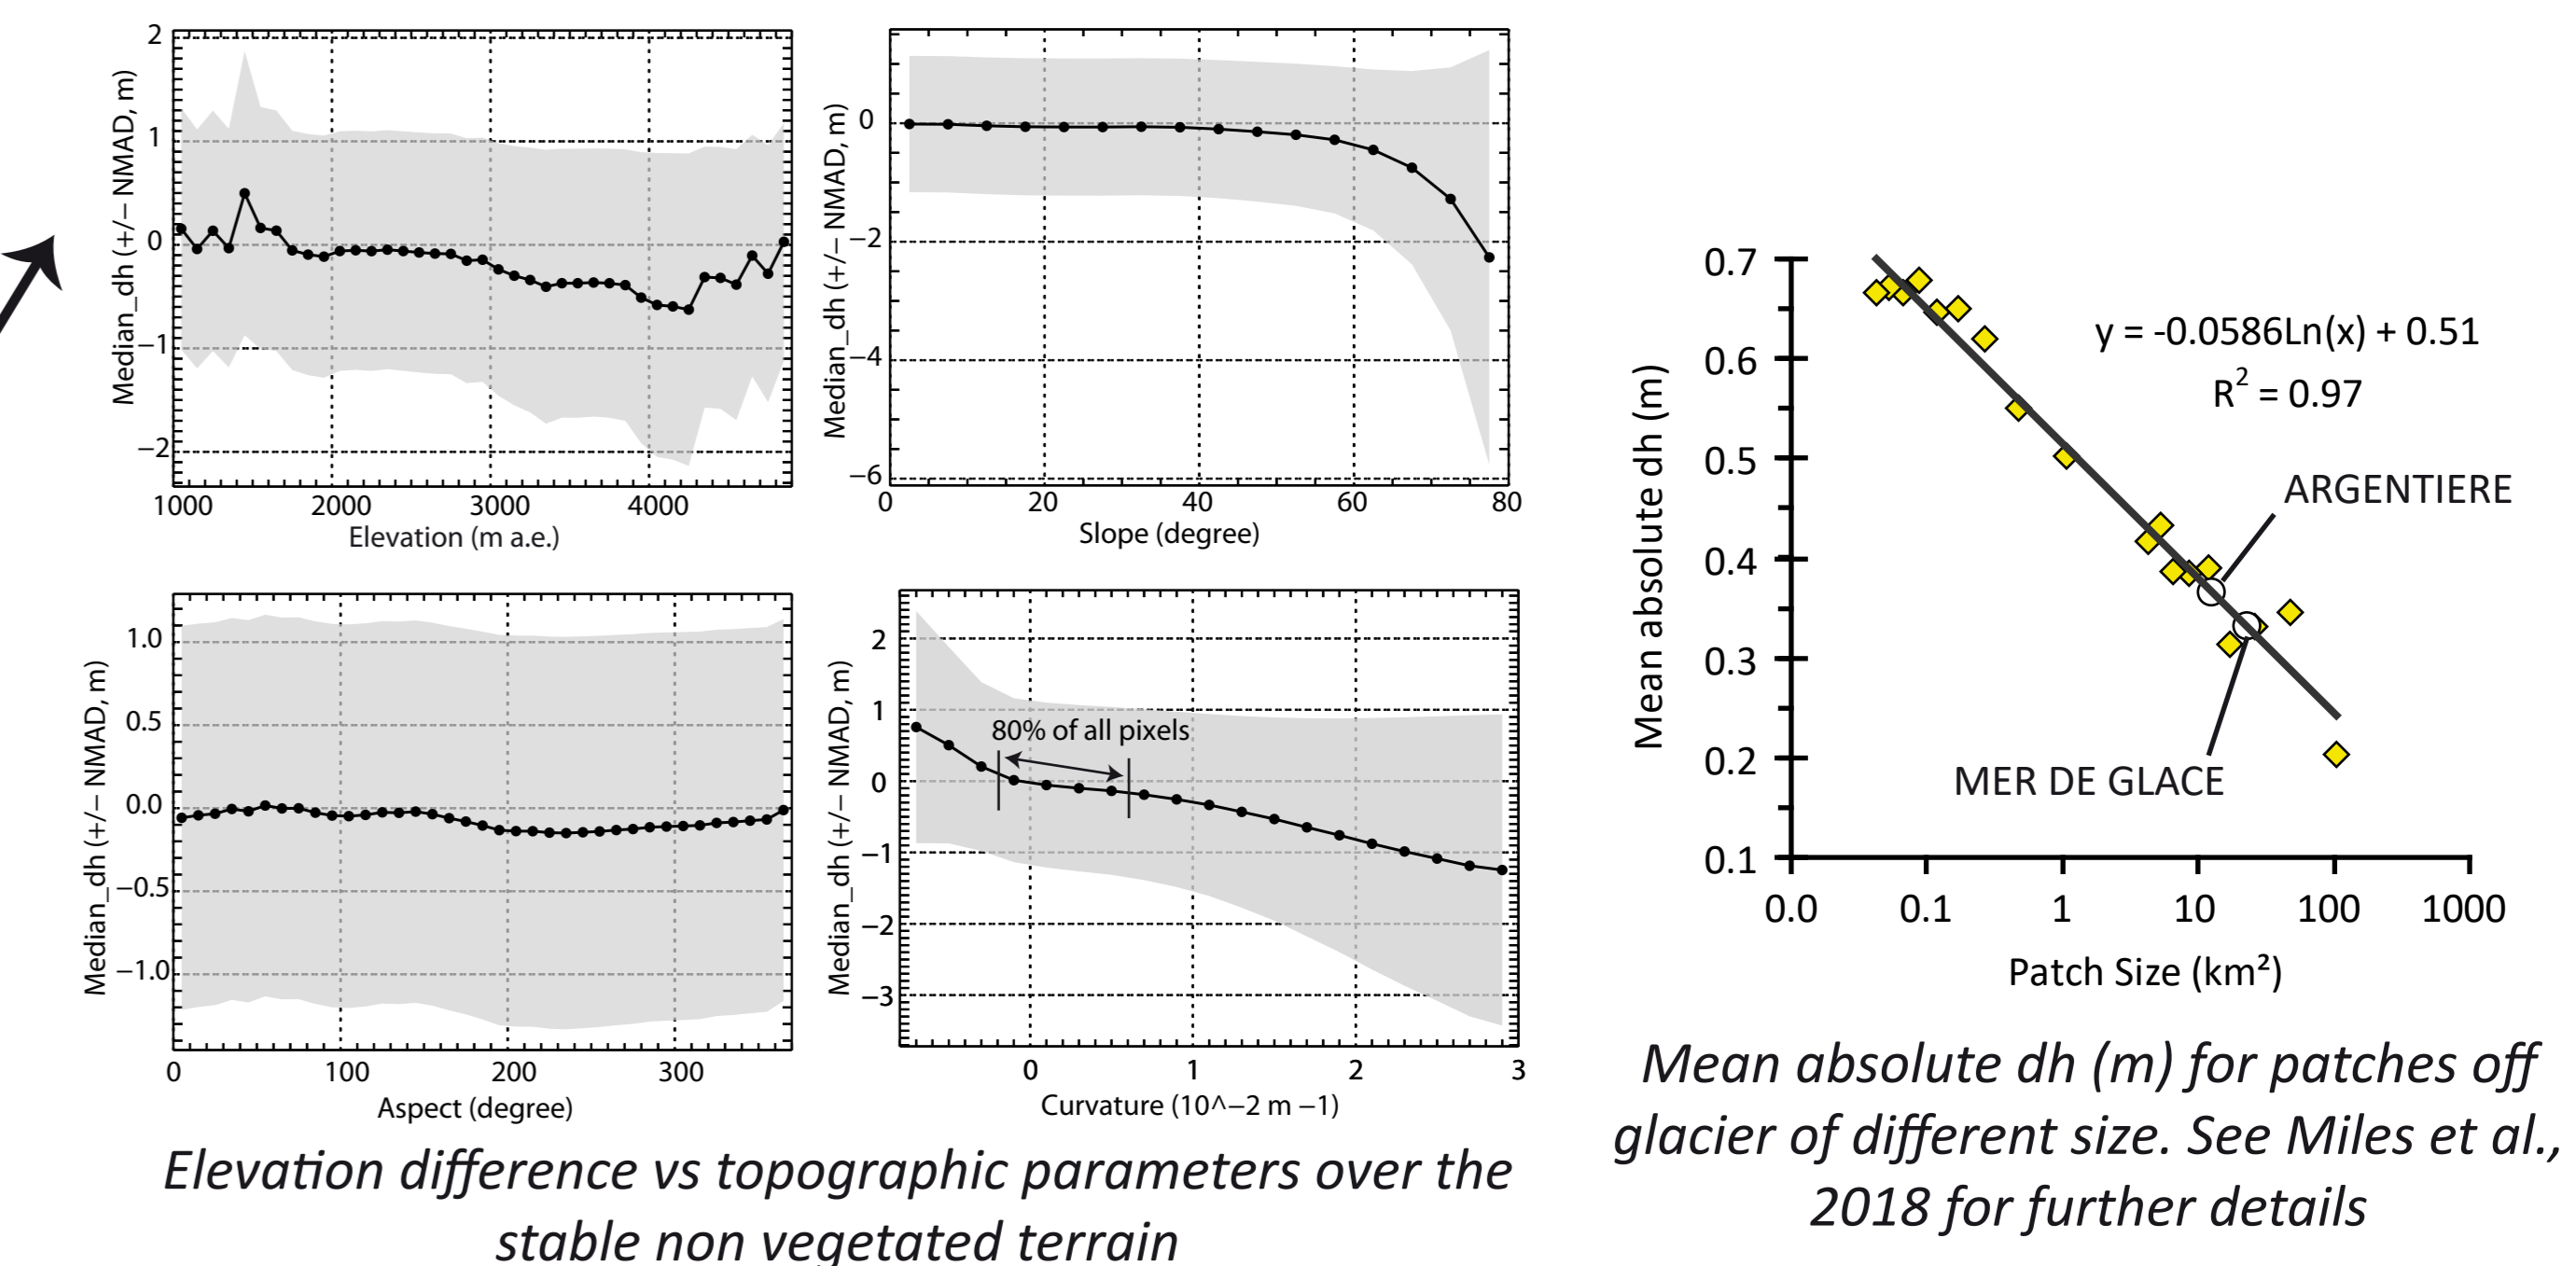 2
1
0
−1
−2
Median_dh (+/− NMAD, m)
1000 2000 3000 4000
Elevation (m a.e.)
0
−2
−4
−6
Median_dh (+/− NMAD, m)
0 20 40 60 80
Slope (degree)
1.0
0.5
0.0
−0.5
−1.0
Median_dh (+/− NMAD, m)
0 100 200 300
Aspect (degree)
2
1
0
−1
−2
−3
Median_dh (+/− NMAD, m)
80% of all pixels
0 1 2 3
Curvature (10^−2 m −1)
Elevation difference vs topographic parameters over the
stable non vegetated terrain
0.7
0.6
0.5
0.4
0.3
0.2
0.1
Mean absolute dh (m)
y = -0.0586Ln(x) + 0.51
R² = 0.97
ARGENTIERE
MER DE GLACE
0.0 0.1 1 10 100 1000
Patch Size (km²)
Mean absolute dh (m) for patches off
glacier of different size. See Miles et al.,
2018 for further details